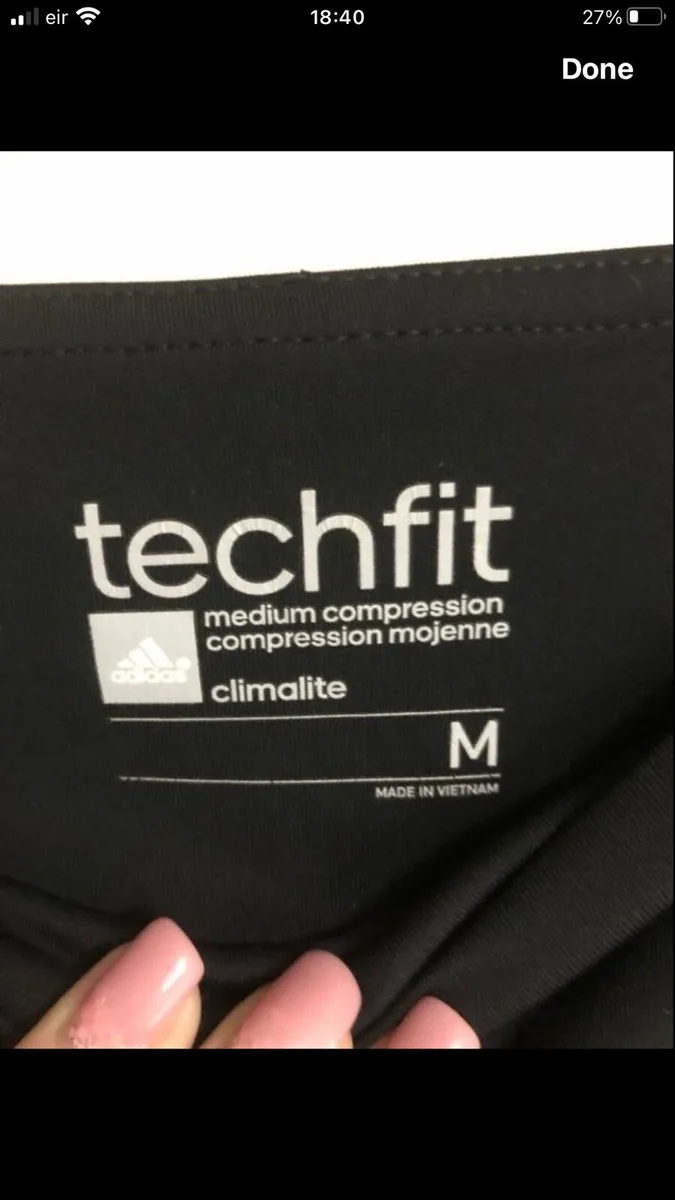 eir 18:40 27%
Done
techfit
medium compression
compression mojenne
adidas
climalite
M
MADE IN VIETNAM